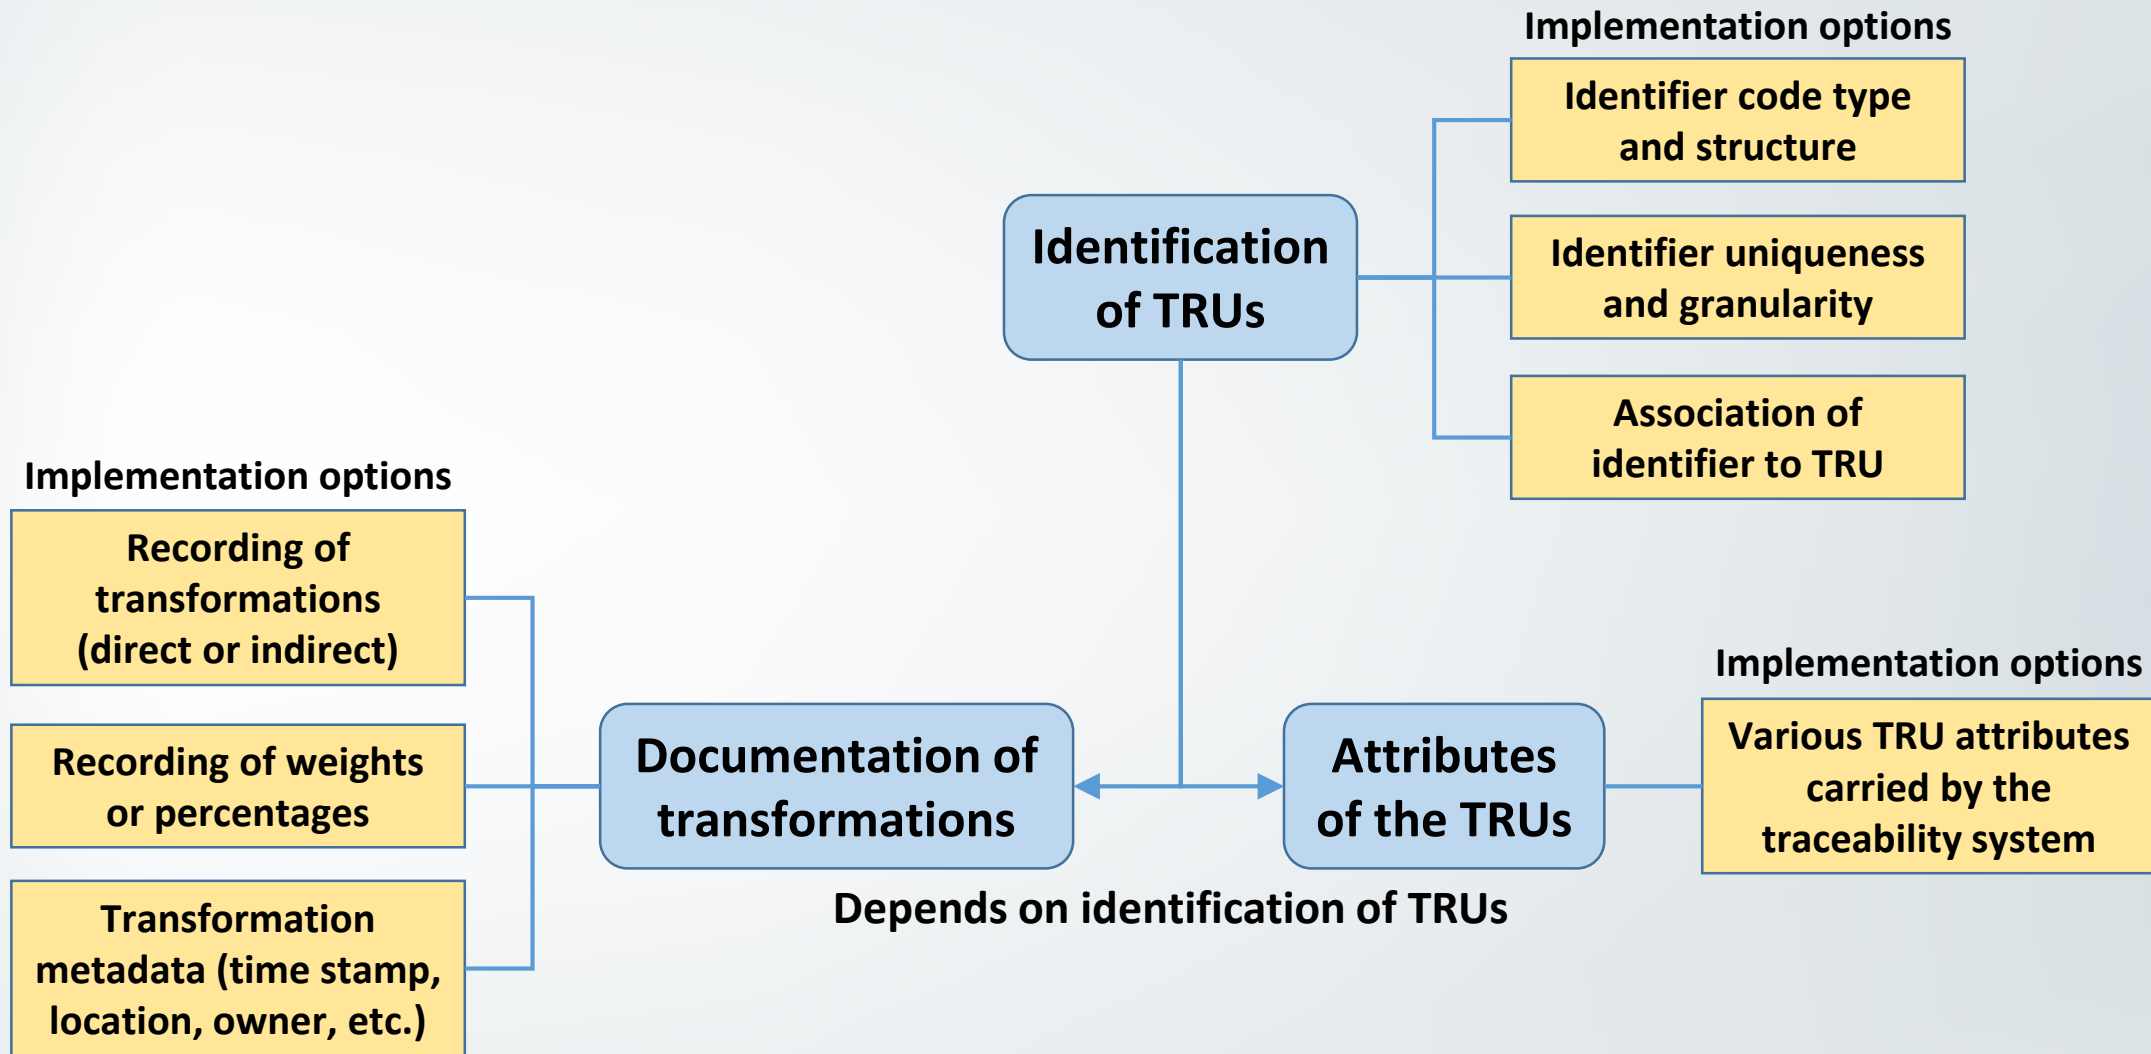 Implementation options
Identifier code type
and structure
Identifier uniqueness
and granularity
Association of
identifier to TRU
Identification
of TRUs
Implementation options
Recording of
transformations
(direct or indirect)
Recording of weights
or percentages
Transformation
metadata (time stamp,
location, owner, etc.)
Documentation of
transformations
Attributes
of the TRUs
Depends on identification of TRUs
Implementation options
Various TRU attributes
carried by the
traceability system